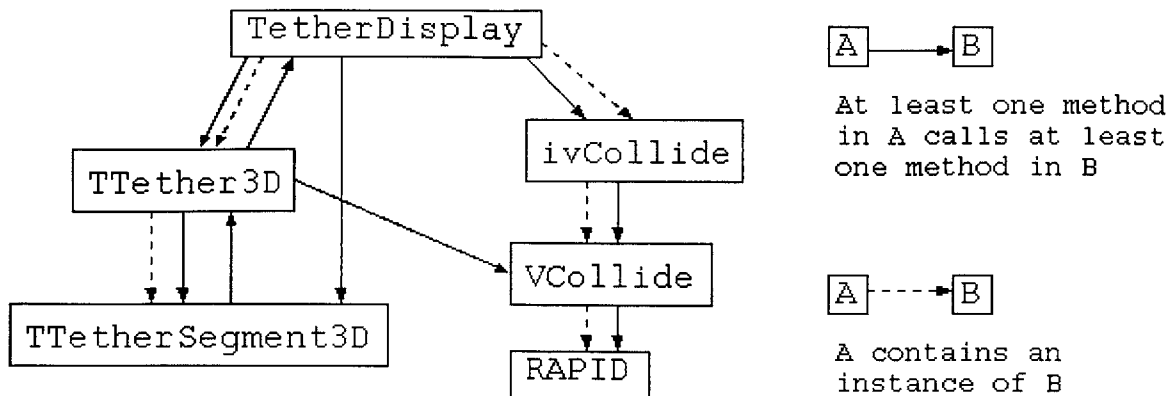 TetherDisplay
A B
At least one method
in A calls at least
one method in B
ivCollide
TTether3D
VCollide
A B
TTetherSegment3D
A contains an
instance of B
RAPID